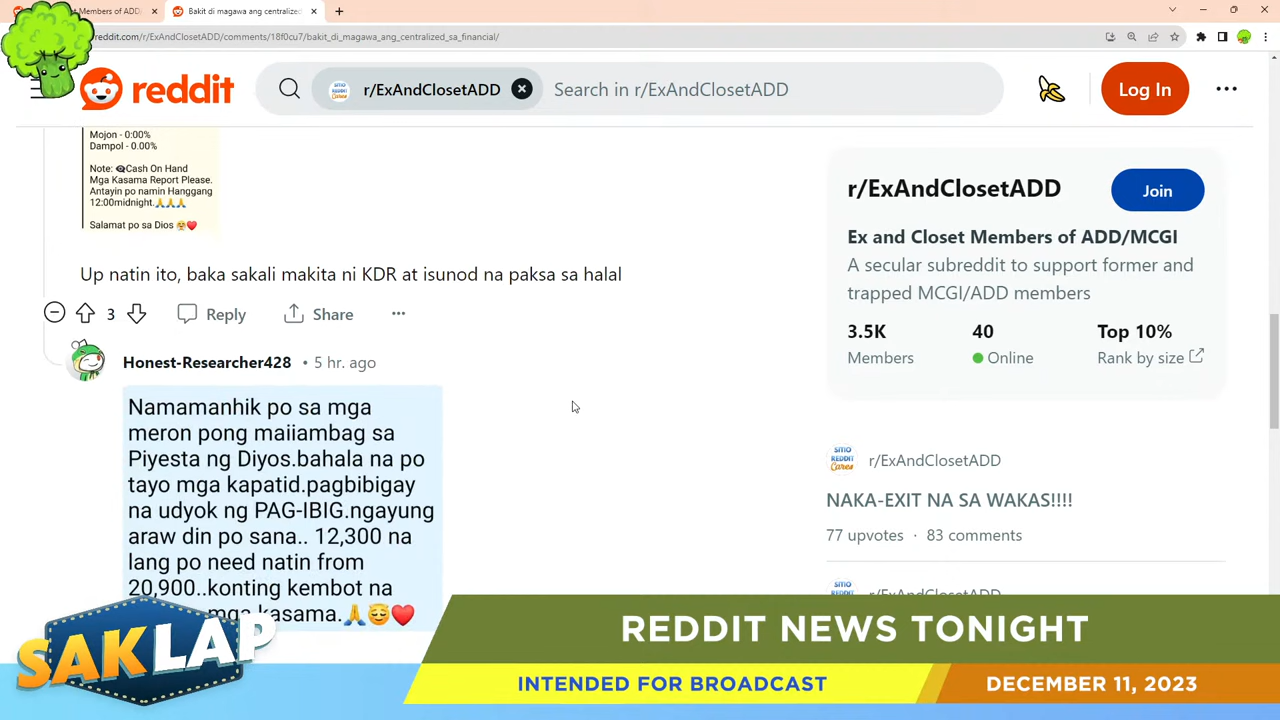 Members of ADD/
Bakit di magawa ang centralized
reddit.com/r/ExAndClosetADD/comments/18f0cu7/bakit_di_magawa_ang_centralized_sa_financial/
reddit
r/ExAndClosetADD
Search in r/ExAndClosetADD
Log In
Mojon - 0:00%
Dampol - 0.00%
Note: Cash On Hand
Mga Kasama Report Please.
Antayin po namin Hanggang
12:00midnight.🙏🙏🙏
Salamat po sa Dios ❤️
Up natin ito, baka sakali makita ni KDR at isunod na paksa sa halal
3
Reply
Share
Honest-Researcher428 • 5 hr. ago
Namamanhik po sa mga
meron pong maiiambag sa
Piyesta ng Diyos.bahala na po
tayo mga kapatid.pagbibigay
na udyok ng PAG-IBIG.ngayung
araw din po sana.. 12,300 na
lang po need natin from
20,900..konting kembot na
mga kasama.🙏😇❤️
r/ExAndClosetADD
Join
Ex and Closet Members of ADD/MCGI
A secular subreddit to support former and
trapped MCGI/ADD members
3.5K
40
Top 10%
Members
Online
Rank by size
SITIO REDDIT Cares
r/ExAndClosetADD
NAKA-EXIT NA SA WAKAS!!!!
77 upvotes · 83 comments
SITIO REDDIT
r/ExAndClosetADD
SAKLAP
REDDIT NEWS TONIGHT
INTENDED FOR BROADCAST
DECEMBER 11, 2023